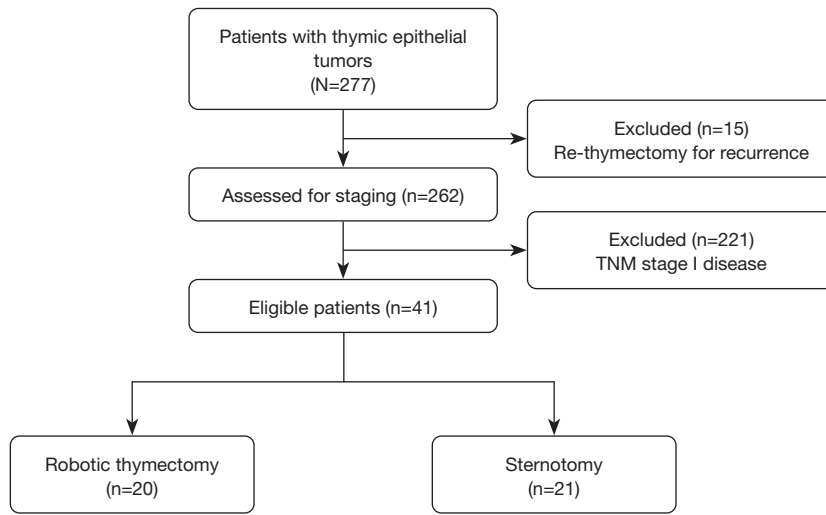 Patients with thymic epithelial
tumors
(N=277)
Excluded (n=15)
Re-thymectomy for recurrence
Assessed for staging (n=262)
Excluded (n=221)
TNM stage I disease
Eligible patients (n=41)
Robotic thymectomy
(n=20)
Sternotomy
(n=21)